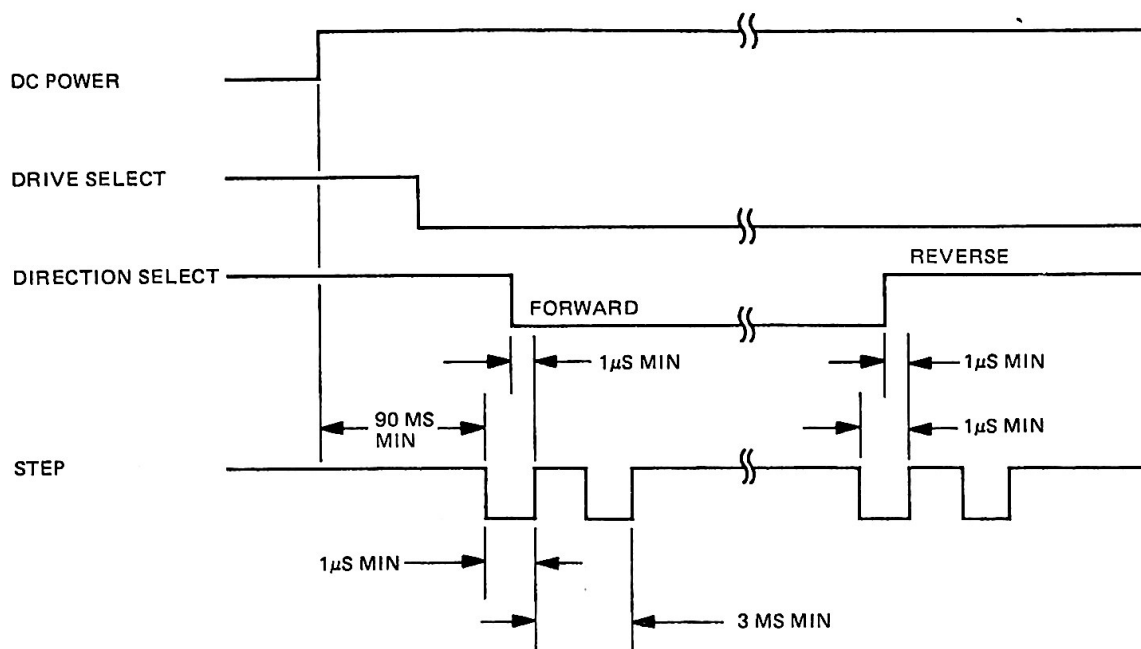 DC POWER
DRIVE SELECT
DIRECTION SELECT
REVERSE
FORWARD
1μS MIN
1μS MIN
90 MS
MIN
1μS MIN
STEP
1μS MIN
3 MS MIN